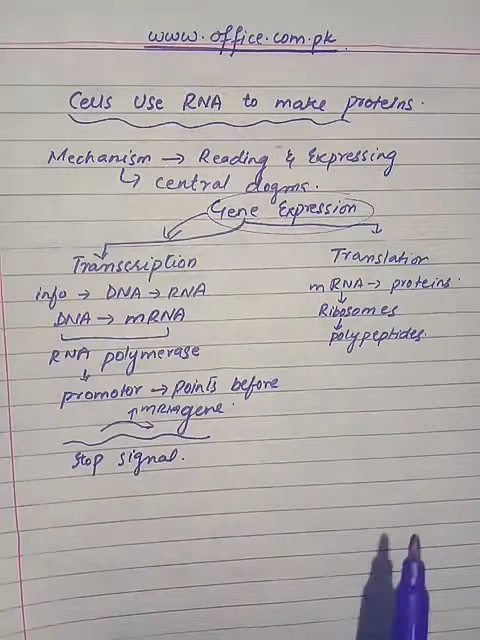 www.office.com.pk
Cells use RNA to make proteins.
Mechanism → Reading & Expressing
↳ central dogma.
Gene Expression
Transcription
info → DNA → RNA
DNA → mRNA
RNA polymerase
↓
promotor → points before
gene.
↑ mRNA
Stop signal.
Translation
mRNA → proteins.
↓
Ribosomes
↓
polypeptides.